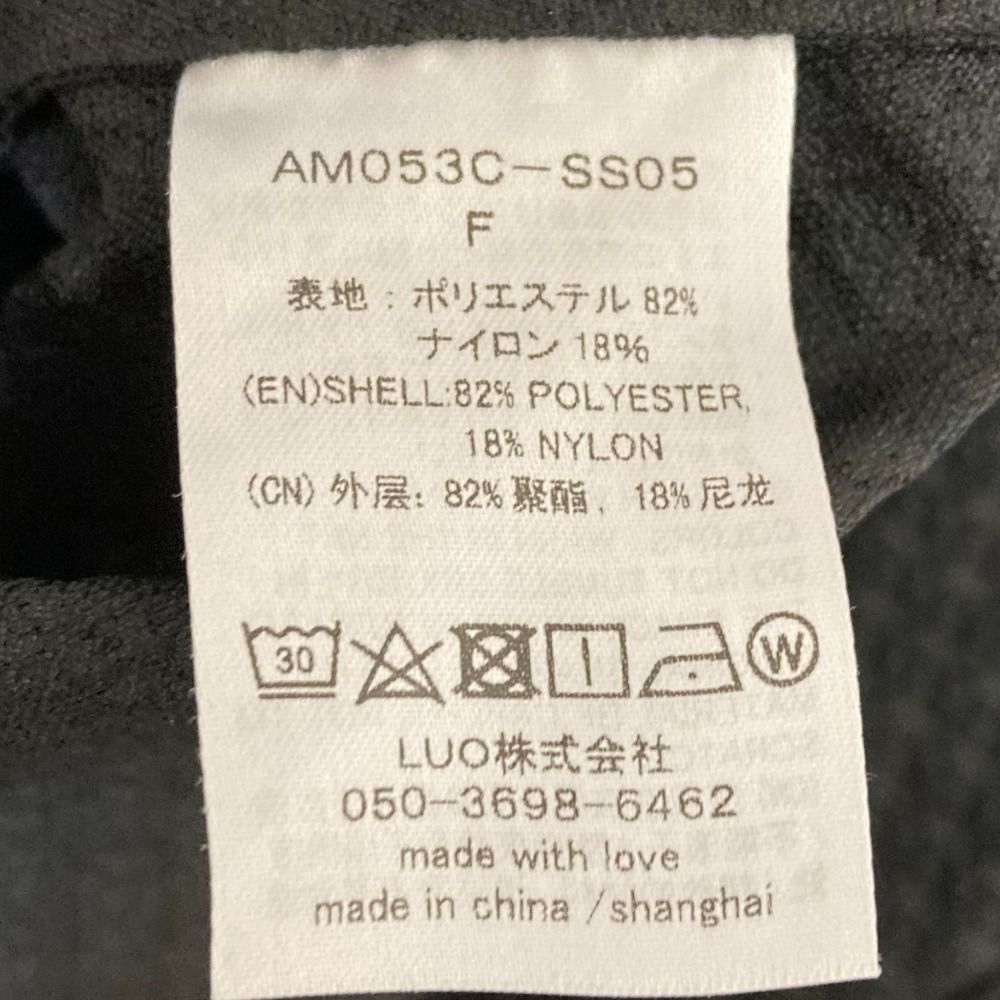 AM053C-SS05
F
表地：ポリエステル 82%
ナイロン 18%
(EN)SHELL:82% POLYESTER,
18% NYLON
(CN) 外层: 82% 聚酯, 18% 尼龙
30
W
LUO株式会社
050-3698-6462
made with love
made in china /shanghai